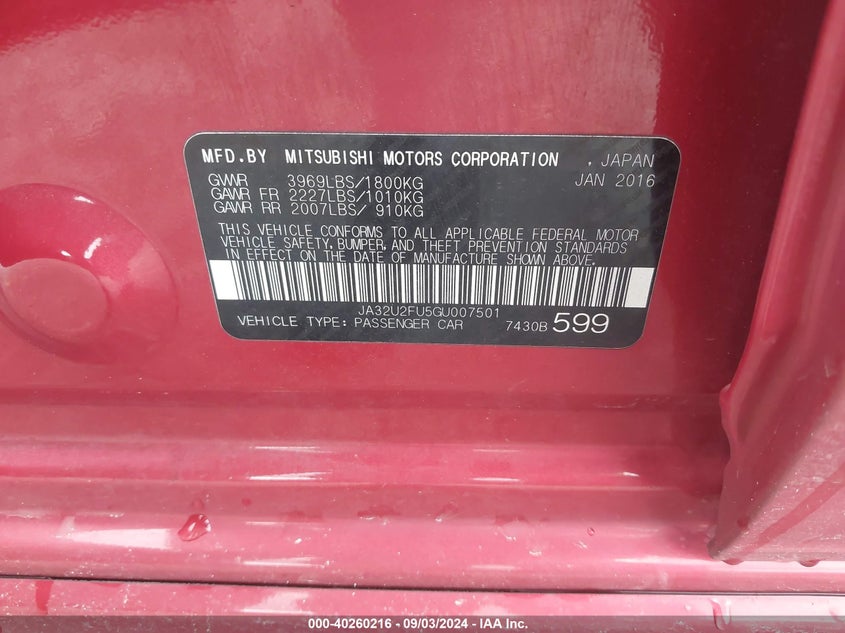 MFD.BY MITSUBISHI MOTORS CORPORATION , JAPAN
GVWR 3969LBS/1800KG JAN 2016
GAWR FR 2227LBS/1010KG
GAWR RR 2007LBS/ 910KG
THIS VEHICLE CONFORMS TO ALL APPLICABLE FEDERAL MOTOR
VEHICLE SAFETY, BUMPER, AND THEFT PREVENTION STANDARDS
IN EFFECT ON THE DATE OF MANUFACTURE SHOWN ABOVE.
JA32U2FU5GU007501
VEHICLE TYPE: PASSENGER CAR 7430B 599
000-40260216 - 09/03/2024 - IAA Inc.